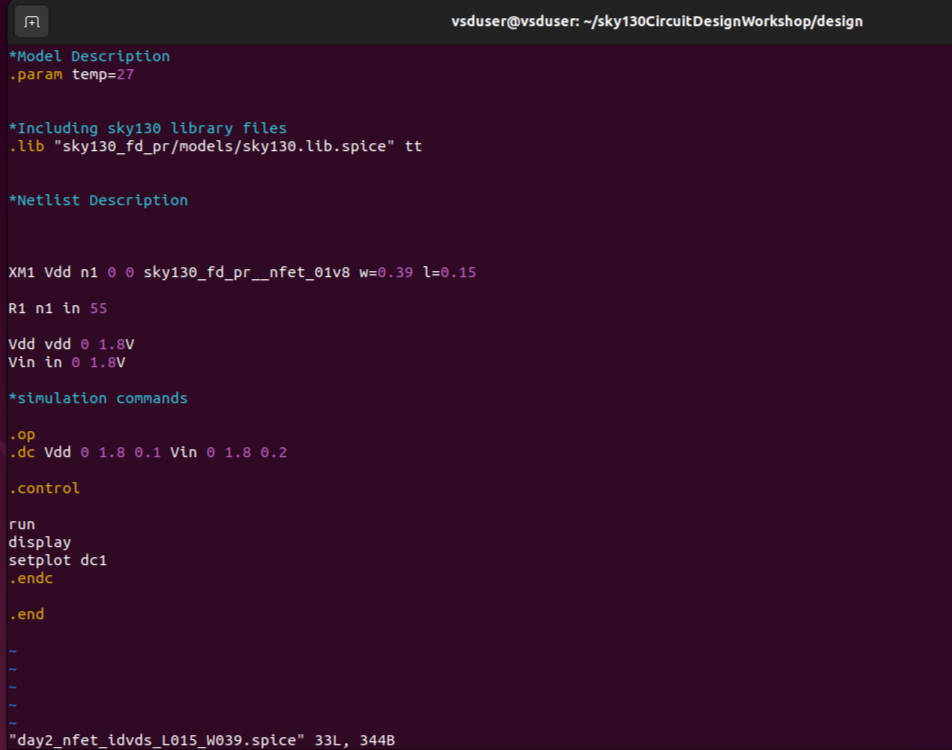 vsduser@vsduser: ~/sky130CircuitDesignWorkshop/design
*Model Description
.param temp=27
*Including sky130 library files
.lib "sky130_fd_pr/models/sky130.lib.spice" tt
*Netlist Description
XM1 Vdd n1 0 0 sky130_fd_pr__nfet_01v8 w=0.39 l=0.15
R1 n1 in 55
Vdd vdd 0 1.8V
Vin in 0 1.8V
*simulation commands
.op
.dc Vdd 0 1.8 0.1 Vin 0 1.8 0.2
.control
run
display
setplot dc1
.endc
.end
~
~
~
~
~
"day2_nfet_idvds_L015_W039.spice" 33L, 344B